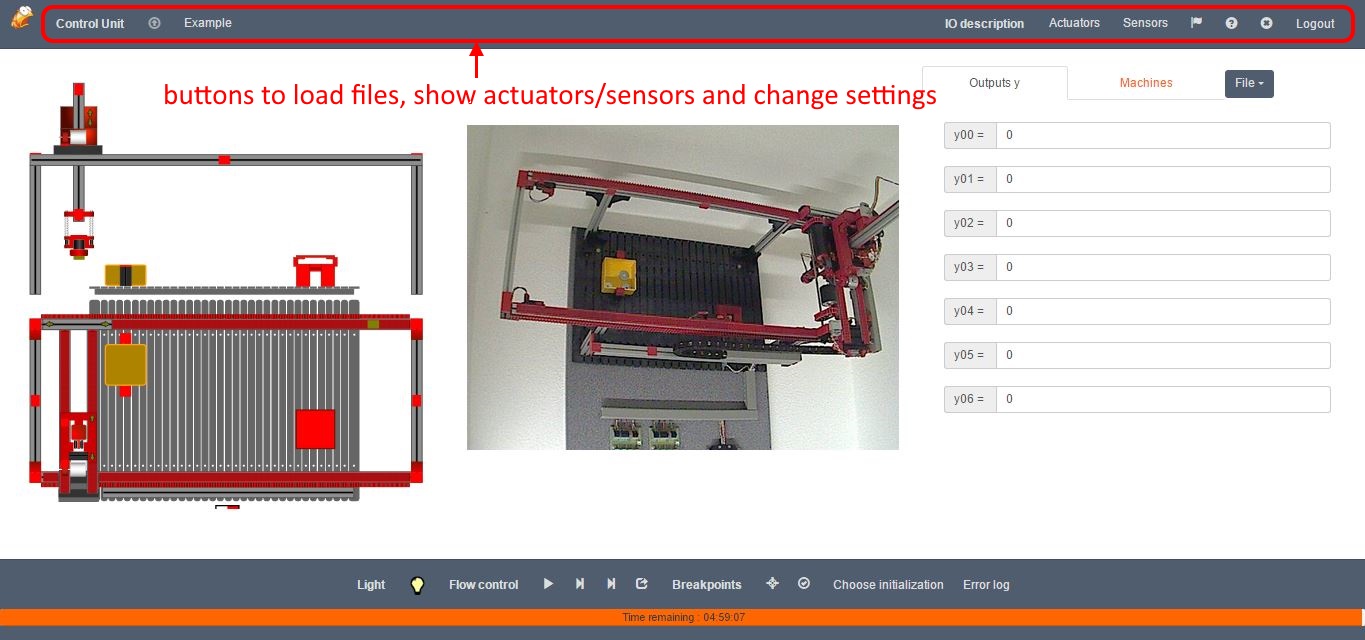 Control Unit Example IO description Actuators Sensors Logout
buttons to load files, show actuators/sensors and change settings
Outputs y Machines File
y00 = 0
y01 = 0
y02 = 0
y03 = 0
y04 = 0
y05 = 0
y06 = 0
Light Flow control Breakpoints Choose initialization Error log
Time remaining : 04:59:07